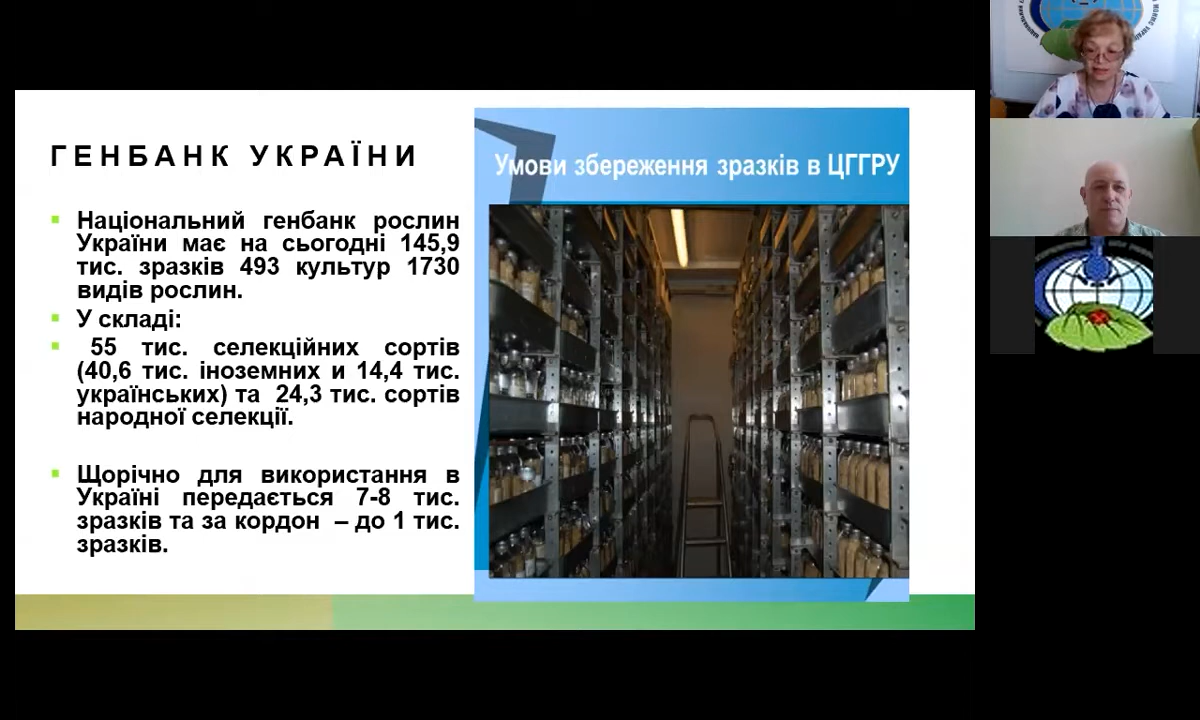 ГЕНБАНК УКРАЇНИ
Національний генбанк рослин
України має на сьогодні 145,9
тис. зразків 493 культур 1730
видів рослин.
У складі:
55 тис. селекційних сортів
(40,6 тис. іноземних и 14,4 тис.
українських) та 24,3 тис. сортів
народної селекції.
Щорічно для використання в
Україні передається 7-8 тис.
зразків та за кордон – до 1 тис.
зразків.
Умови збереження зразків в ЦГГРУ